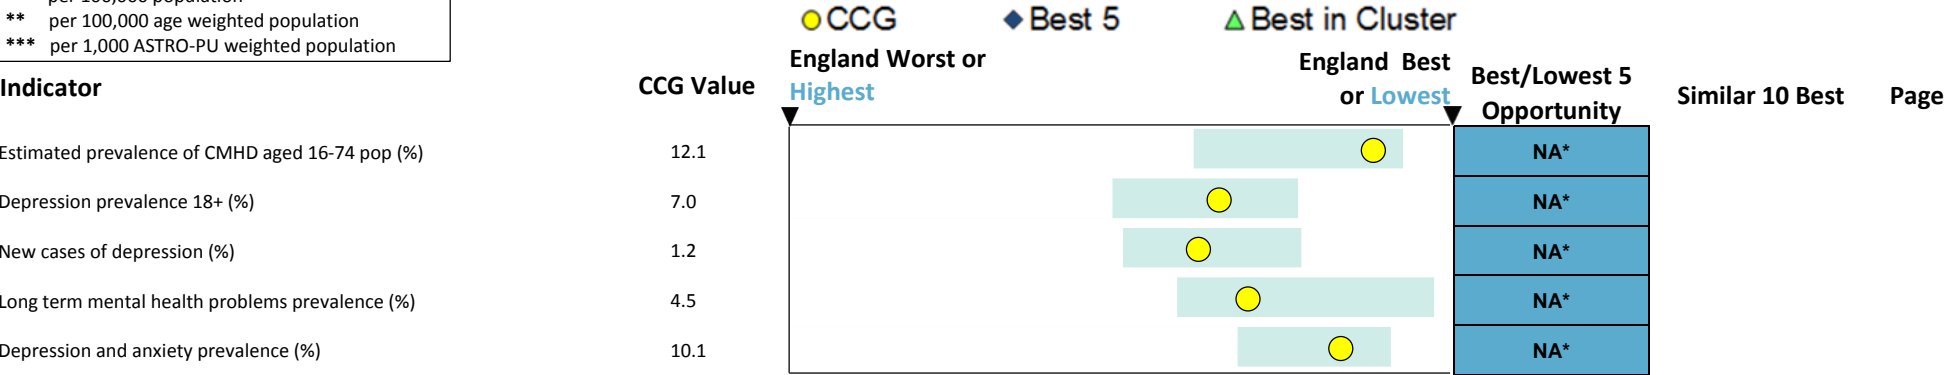 per 100,000 population
** per 100,000 age weighted population
*** per 1,000 ASTRO-PU weighted population
CCG Best 5 Best in Cluster
Indicator
CCG Value
England Worst or
Highest
England Best
or Lowest
Best/Lowest 5
Opportunity
Similar 10 Best
Page
Estimated prevalence of CMHD aged 16-74 pop (%) 12.1 NA*
Depression prevalence 18+ (%) 7.0 NA*
New cases of depression (%) 1.2 NA*
Long term mental health problems prevalence (%) 4.5 NA*
Depression and anxiety prevalence (%) 10.1 NA*